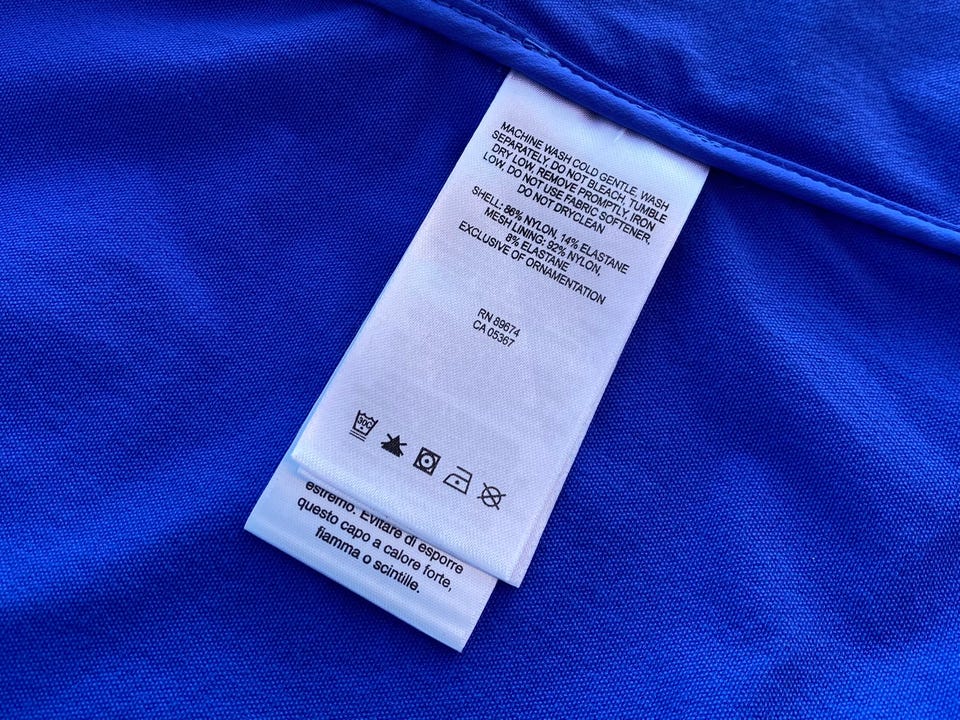 MACHINE WASH COLD GENTLE, WASH
SEPARATELY, DO NOT BLEACH, TUMBLE
DRY LOW, REMOVE PROMPTLY, IRON
LOW, DO NOT USE FABRIC SOFTENER,
DO NOT DRYCLEAN
SHELL: 86% NYLON, 14% ELASTANE
MESH LINING: 92% NYLON,
8% ELASTANE
EXCLUSIVE OF ORNAMENTATION
RN 89674
CA 05367
30C
estremo. Evitare di esporre
questo capo a calore forte,
fiamma o scintille.